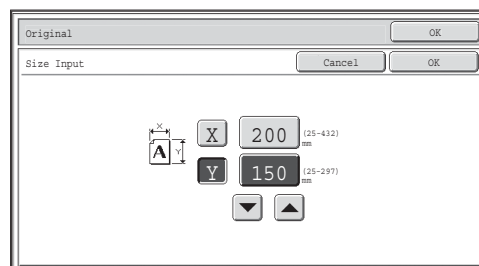 Original OK
Size Input Cancel OK
X
A Y
X 200 (25-432)
mm
Y 150 (25-297)
mm